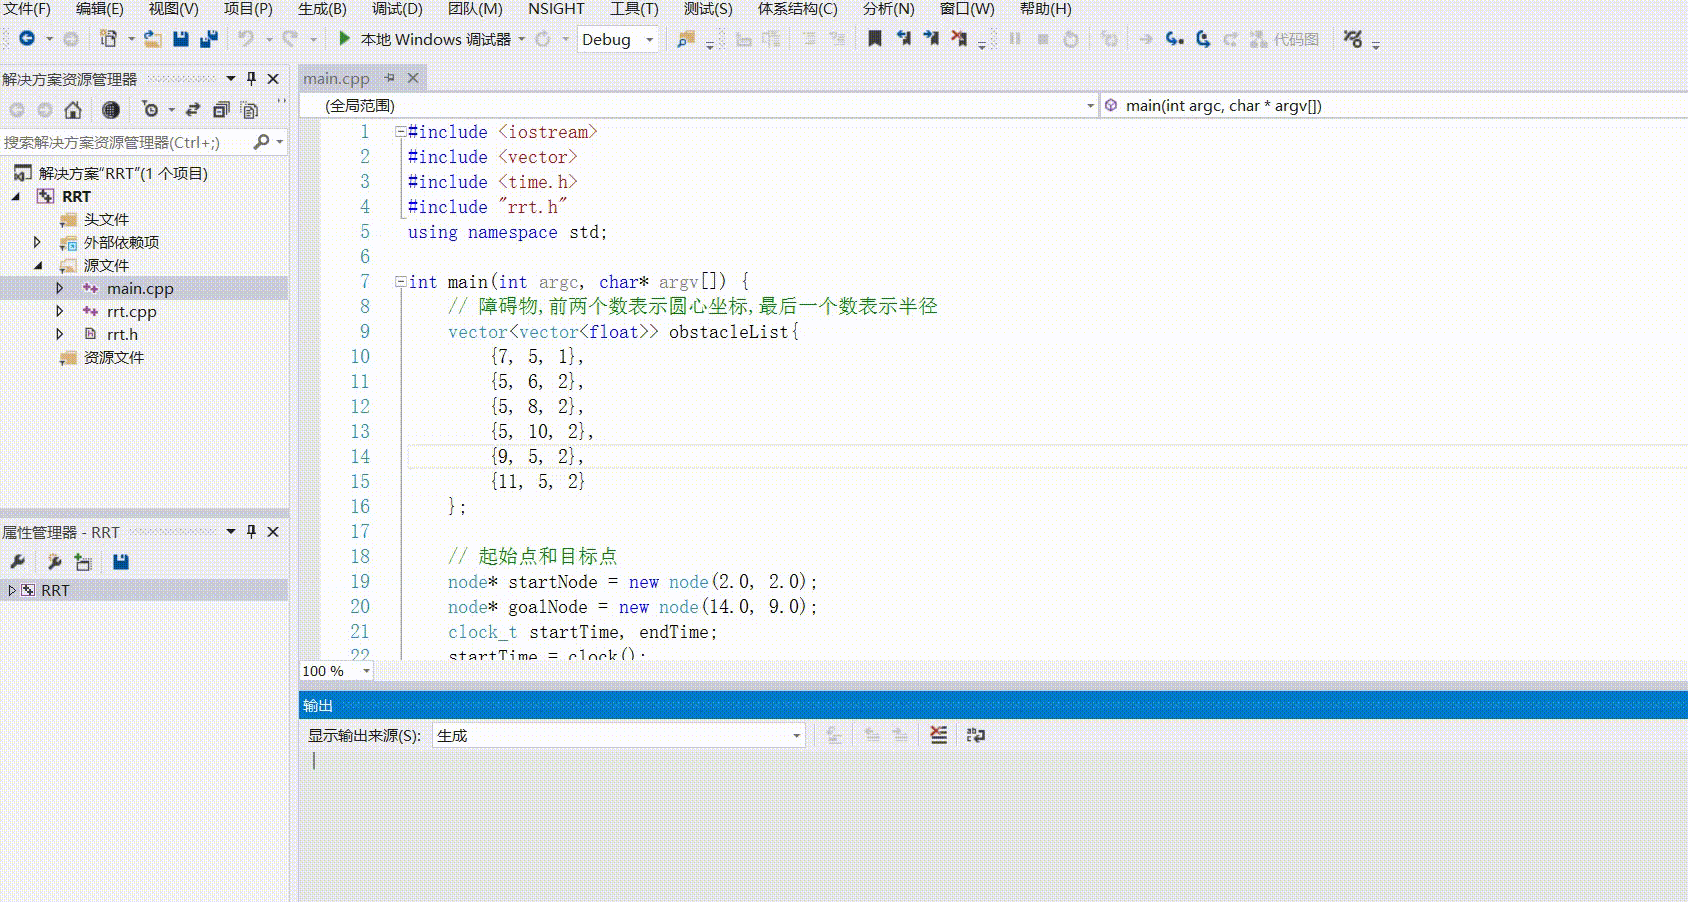 文件(F) 编辑(E) 视图(V) 项目(P) 生成(B) 调试(D) 团队(M) NSIGHT 工具(T) 测试(S) 体系结构(C) 分析(N) 窗口(W) 帮助(H)
本地 Windows 调试器 Debug 代码图
解决方案资源管理器
搜索解决方案资源管理器(Ctrl+;)
解决方案"RRT"(1 个项目)
RRT
头文件
外部依赖项
源文件
main.cpp
rrt.cpp
rrt.h
资源文件
属性管理器 - RRT
RRT
main.cpp
(全局范围) main(int argc, char * argv[])
1 #include <iostream>
2 #include <vector>
3 #include <time.h>
4 #include "rrt.h"
5 using namespace std;
6
7 int main(int argc, char* argv[]) {
8 // 障碍物,前两个数表示圆心坐标,最后一个数表示半径
9 vector<vector<float>> obstacleList{
10 {7, 5, 1},
11 {5, 6, 2},
12 {5, 8, 2},
13 {5, 10, 2},
14 {9, 5, 2},
15 {11, 5, 2}
16 };
17
18 // 起始点和目标点
19 node* startNode = new node(2.0, 2.0);
20 node* goalNode = new node(14.0, 9.0);
21 clock_t startTime, endTime;
22 startTime = clock();
100 %
输出
显示输出来源(S): 生成